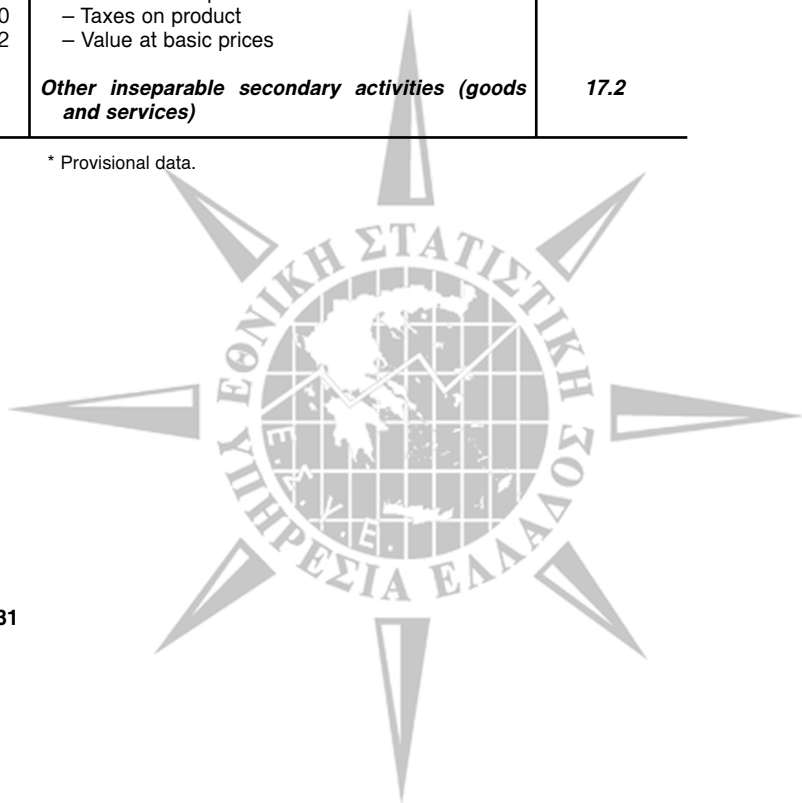 0 – Taxes on product
2 – Value at basic prices
Other inseparable secondary activities (goods 17.2
and services)
* Provisional data.
ΕΘΝΙΚΗ ΣΤΑΤΙΣΤΙΚΗ
ΥΠΗΡΕΣΙΑ ΕΛΛΑΔΟΣ
Ε.Σ.Υ.Ε.
31